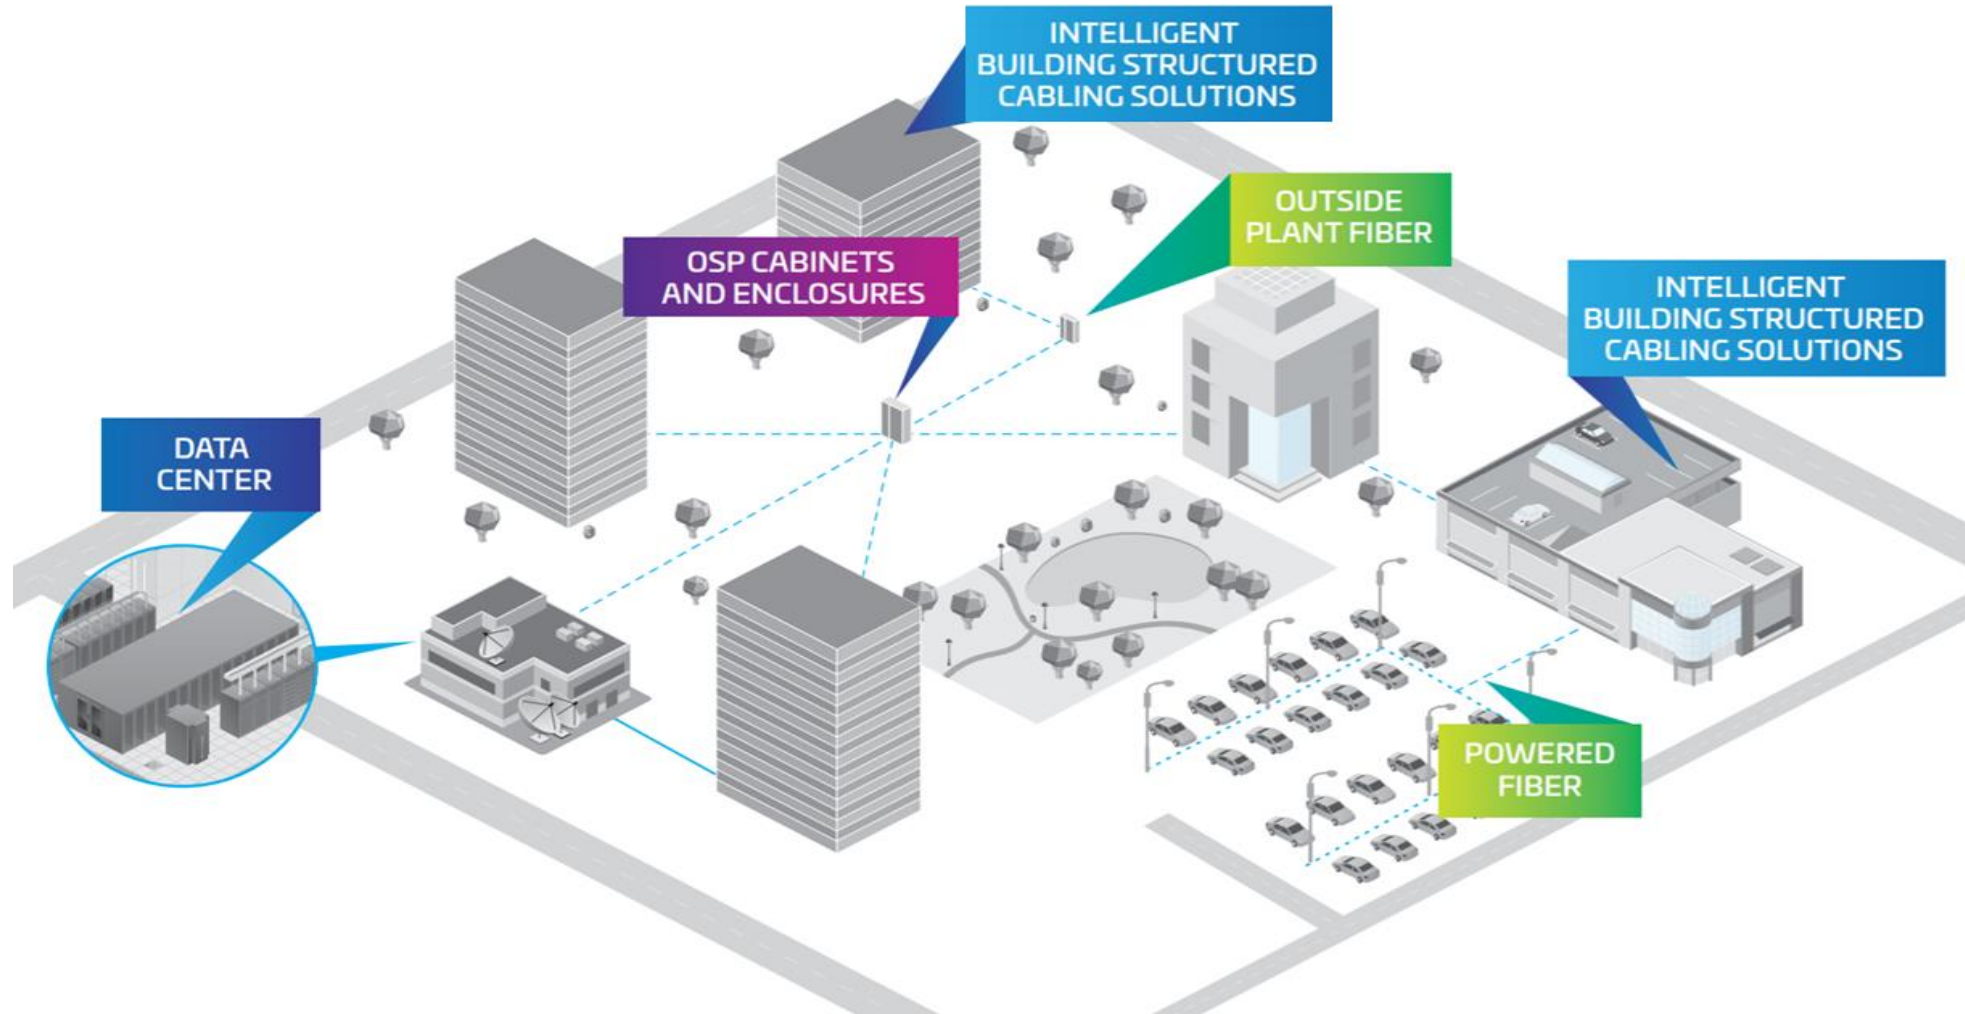 INTELLIGENT
BUILDING STRUCTURED
CABLING SOLUTIONS
OUTSIDE
PLANT FIBER
OSP CABINETS
AND ENCLOSURES
INTELLIGENT
BUILDING STRUCTURED
CABLING SOLUTIONS
DATA
CENTER
POWERED
FIBER